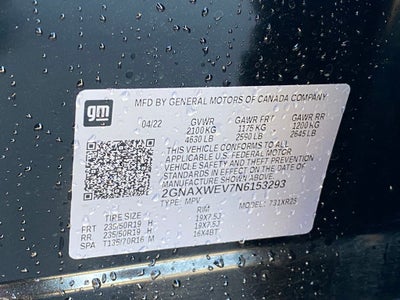 gm
MFD BY GENERAL MOTORS OF CANADA COMPANY
04/22 GVWR GAWR FRT GAWR RR
2100 KG 1175 KG 1200 KG
4630 LB 2590 LB 2645 LB
THIS VEHICLE CONFORMS TO ALL
APPLICABLE U.S. FEDERAL MOTOR
VEHICLE SAFETY AND THEFT PREVENTION
STANDARDS IN EFFECT ON THE DATE OF
MANUFACTURE SHOWN ABOVE.
2GNAXWEV7N6153293
TYPE: MPV 731XR25
TIRE SIZE RIM
FRT 235/50R19 H 19X7.5J
RR 235/50R19 H 19X7.5J
SPA T135/70R16 M 16X4BT